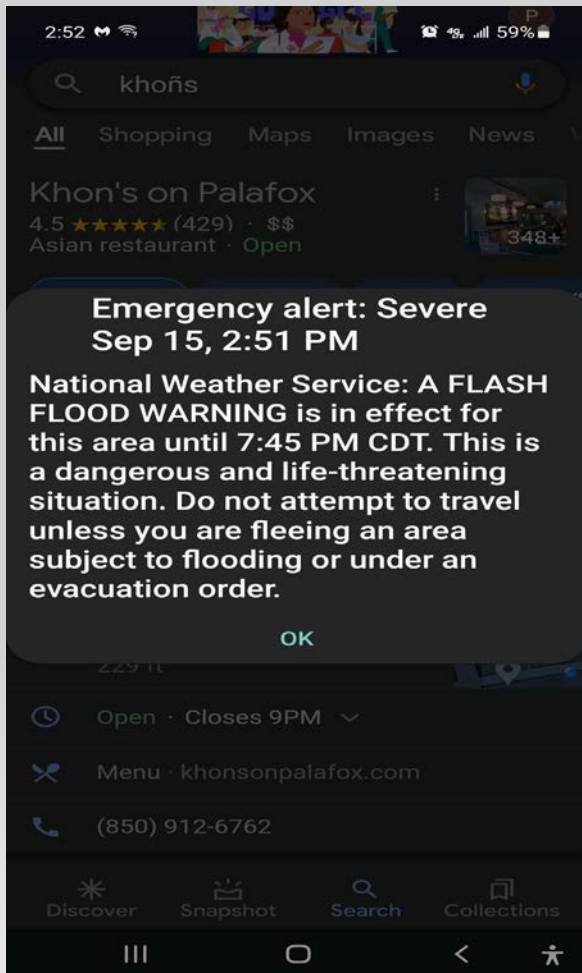 2:52 59%
khoñs
All Shopping Maps Images News
Khon's on Palafox
4.5 (429) · $$
348+
Asian restaurant · Open
Emergency alert: Severe
Sep 15, 2:51 PM
National Weather Service: A FLASH
FLOOD WARNING is in effect for
this area until 7:45 PM CDT. This is
a dangerous and life-threatening
situation. Do not attempt to travel
unless you are fleeing an area
subject to flooding or under an
evacuation order.
OK
229 ft
Open · Closes 9PM
Menu · khonsonpalafox.com
(850) 912-6762
Discover Snapshot Search Collections